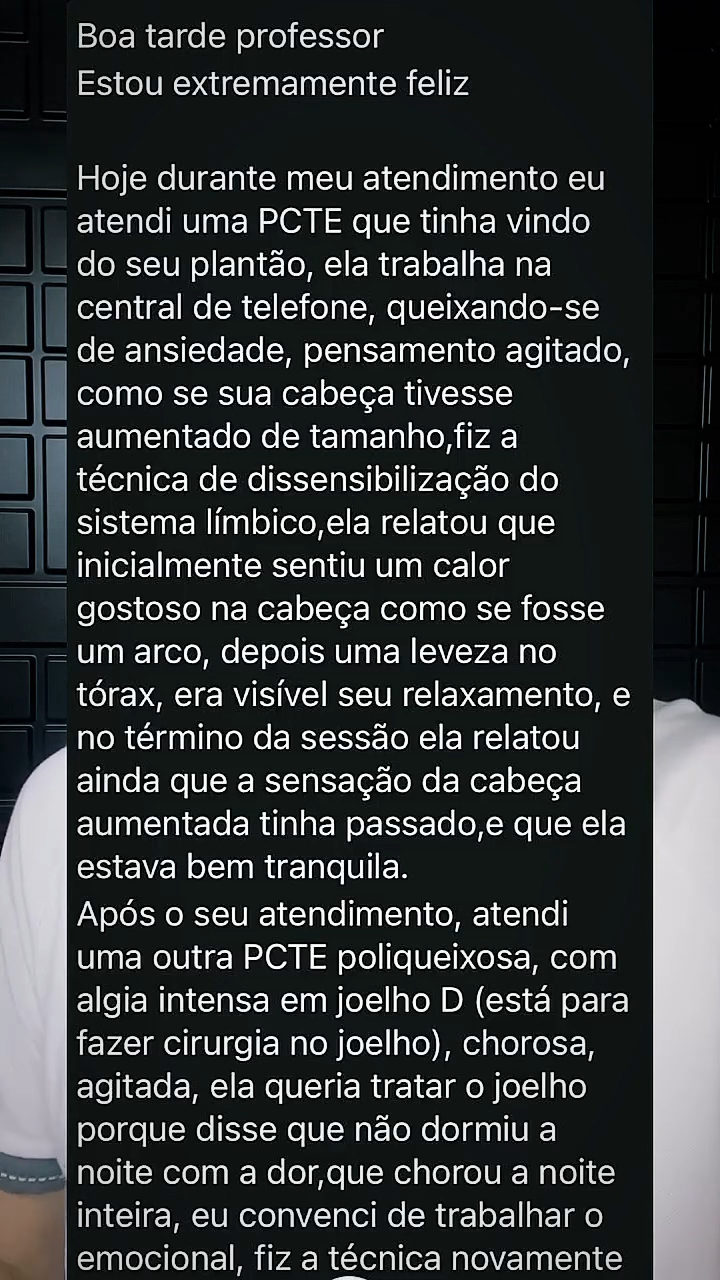 Boa tarde professor
Estou extremamente feliz
Hoje durante meu atendimento eu
atendi uma PCTE que tinha vindo
do seu plantão, ela trabalha na
central de telefone, queixando-se
de ansiedade, pensamento agitado,
como se sua cabeça tivesse
aumentado de tamanho,fiz a
técnica de dissensibilização do
sistema límbico,ela relatou que
inicialmente sentiu um calor
gostoso na cabeça como se fosse
um arco, depois uma leveza no
tórax, era visível seu relaxamento, e
no término da sessão ela relatou
ainda que a sensação da cabeça
aumentada tinha passado,e que ela
estava bem tranquila.
Após o seu atendimento, atendi
uma outra PCTE poliqueixosa, com
algia intensa em joelho D (está para
fazer cirurgia no joelho), chorosa,
agitada, ela queria tratar o joelho
porque disse que não dormiu a
noite com a dor,que chorou a noite
inteira, eu convenci de trabalhar o
emocional, fiz a técnica novamente